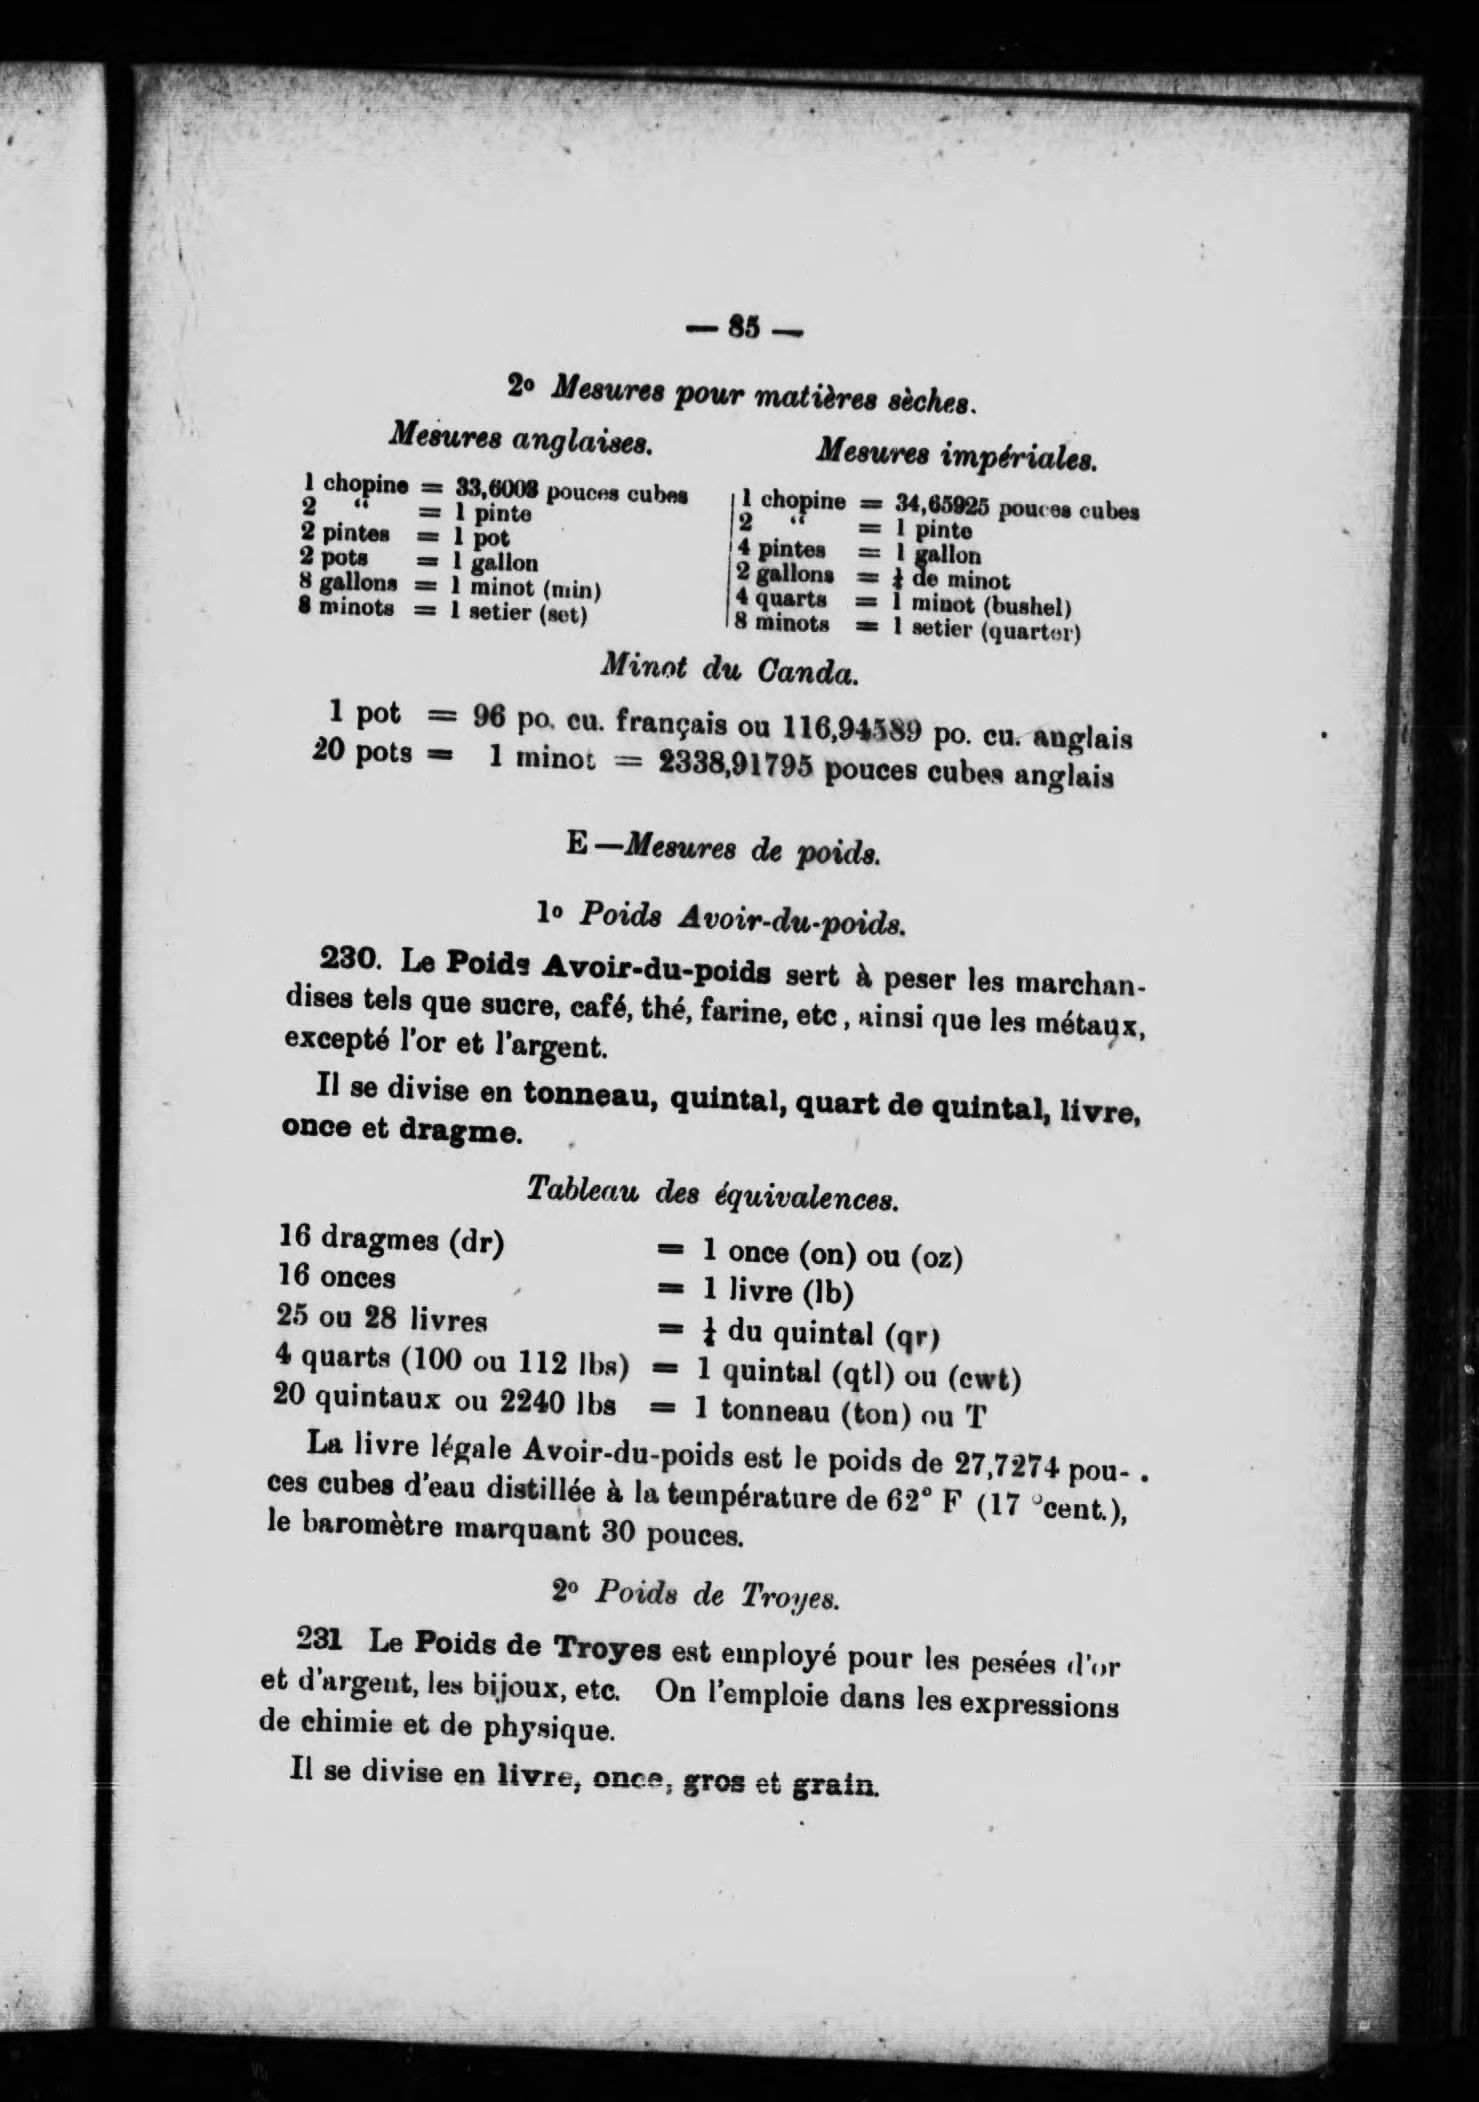 — 85 —
2o Mesures pour matières sèches.
Mesures anglaises.
1 chopine = 33,6003 pouces cubes
2 “ = 1 pinte
2 pintes = 1 pot
2 pots = 1 gallon
8 gallons = 1 minot (min)
8 minots = 1 setier (set)
Mesures impériales.
1 chopine = 34,65925 pouces cubes
2 “ = 1 pinte
4 pintes = 1 gallon
2 gallons = ¼ de minot
4 quarts = 1 minot (bushel)
8 minots = 1 setier (quarter)
Minot du Canda.
1 pot = 96 po. cu. français ou 116,94589 po. cu. anglais
20 pots = 1 minot = 2338,91795 pouces cubes anglais
E—Mesures de poids.
1o Poids Avoir-du-poids.
230. Le Poids Avoir-du-poids sert à peser les marchan-
dises tels que sucre, café, thé, farine, etc, ainsi que les métaux,
excepté l'or et l'argent.
Il se divise en tonneau, quintal, quart de quintal, livre,
once et dragme.
Tableau des équivalences.
16 dragmes (dr) = 1 once (on) ou (oz)
16 onces = 1 livre (lb)
25 ou 28 livres = ¼ du quintal (qr)
4 quarts (100 ou 112 lbs) = 1 quintal (qtl) ou (cwt)
20 quintaux ou 2240 lbs = 1 tonneau (ton) ou T
La livre légale Avoir-du-poids est le poids de 27,7274 pou-
ces cubes d'eau distillée à la température de 62° F (17 °cent.),
le baromètre marquant 30 pouces.
2o Poids de Troyes.
231 Le Poids de Troyes est employé pour les pesées d'or
et d'argent, les bijoux, etc. On l'emploie dans les expressions
de chimie et de physique.
Il se divise en livre, once, gros et grain.